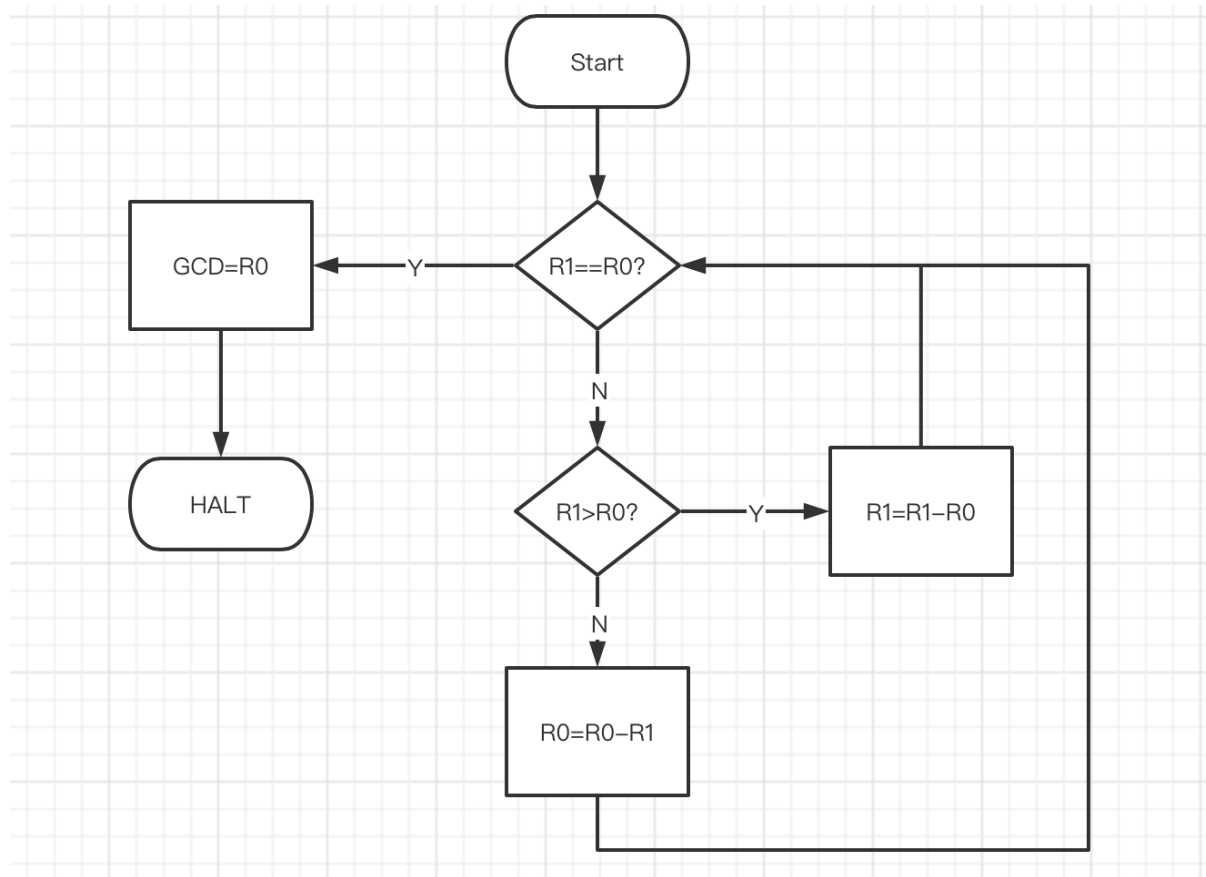 Start
R1==R0?
Y
GCD=R0
HALT
N
R1>R0?
Y
R1=R1-R0
N
R0=R0-R1